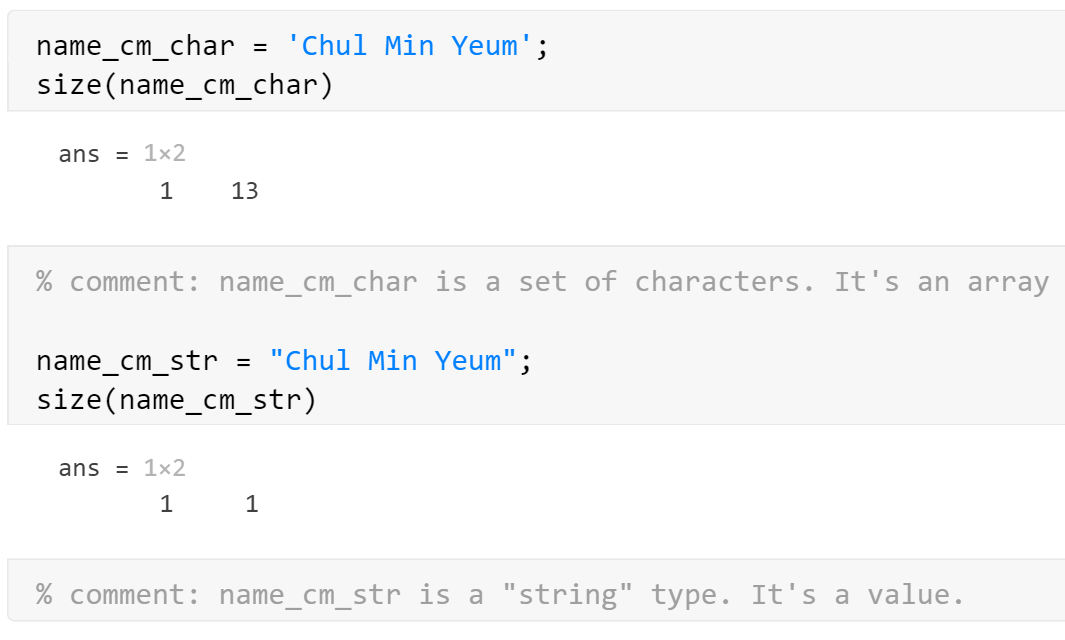 name_cm_char = 'Chul Min Yeum';
size(name_cm_char)
ans = 1×2
1 13
% comment: name_cm_char is a set of characters. It's an array
name_cm_str = "Chul Min Yeum";
size(name_cm_str)
ans = 1×2
1 1
% comment: name_cm_str is a "string" type. It's a value.